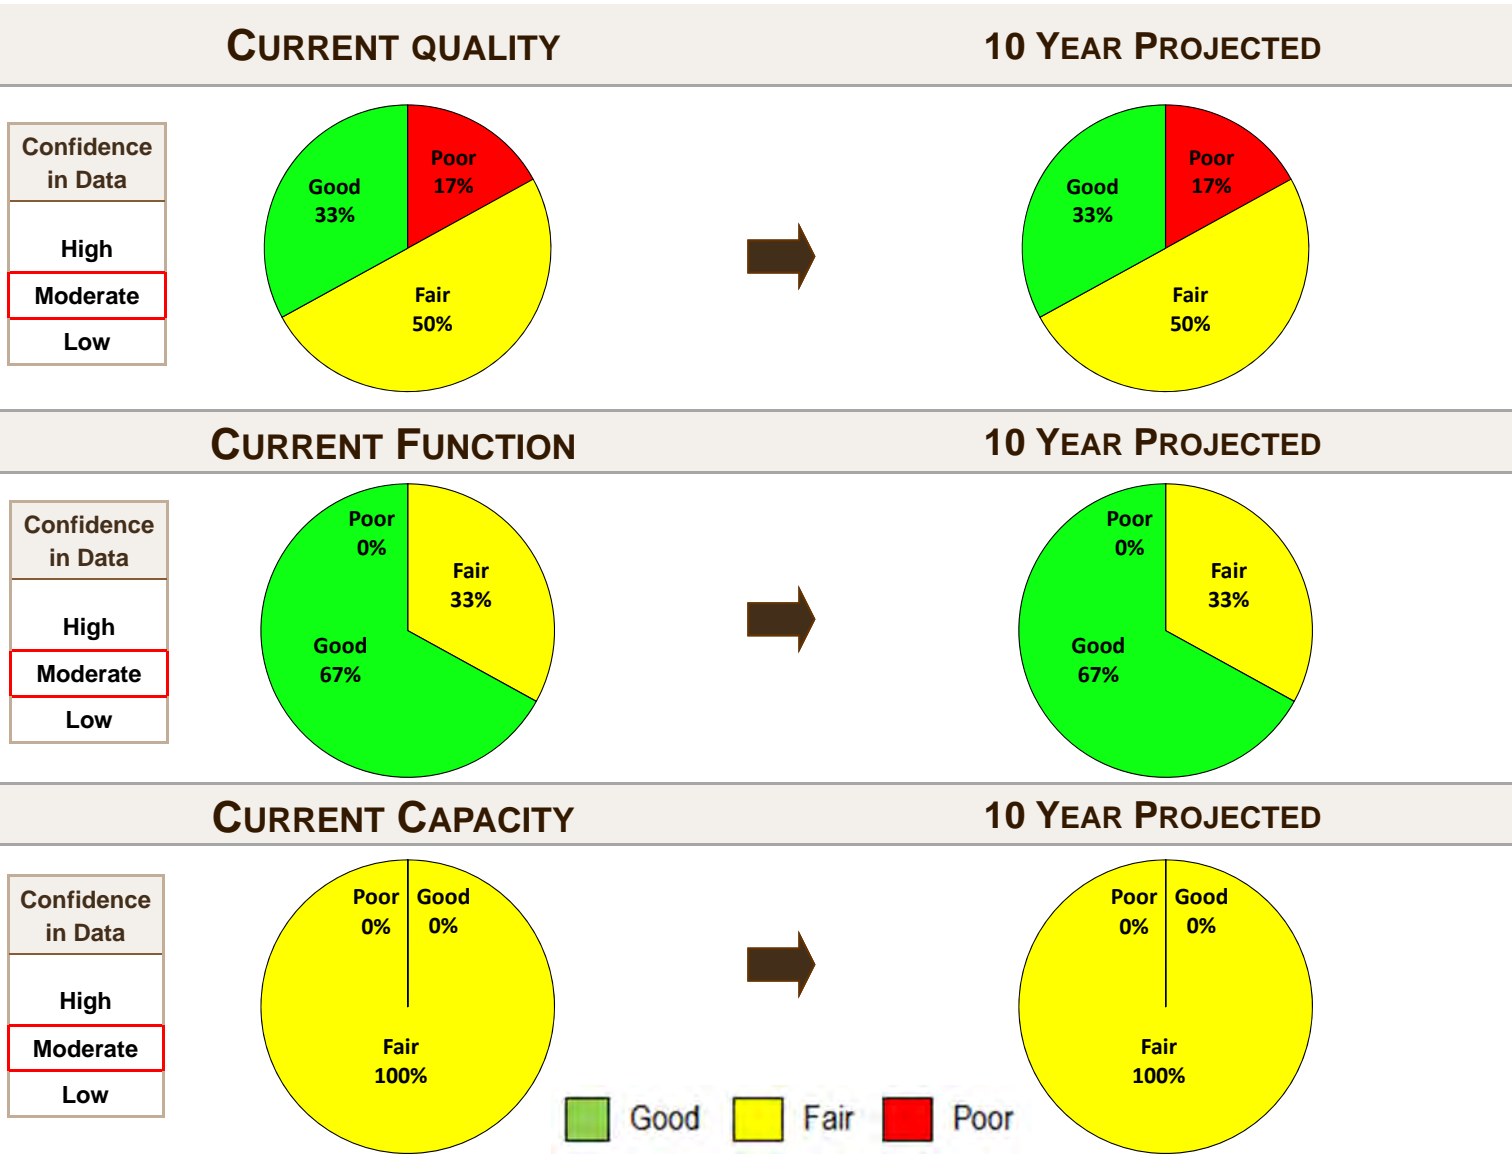 CURRENT QUALITY
10 YEAR PROJECTED
Confidence
in Data
High
Moderate
Low
Good
33%
Poor
17%
Fair
50%
Good
33%
Poor
17%
Fair
50%
CURRENT FUNCTION
10 YEAR PROJECTED
Confidence
in Data
High
Moderate
Low
Poor
0%
Fair
33%
Good
67%
Poor
0%
Fair
33%
Good
67%
CURRENT CAPACITY
10 YEAR PROJECTED
Confidence
in Data
High
Moderate
Low
Poor
0%
Good
0%
Fair
100%
Poor
0%
Good
0%
Fair
100%
Good
Fair
Poor